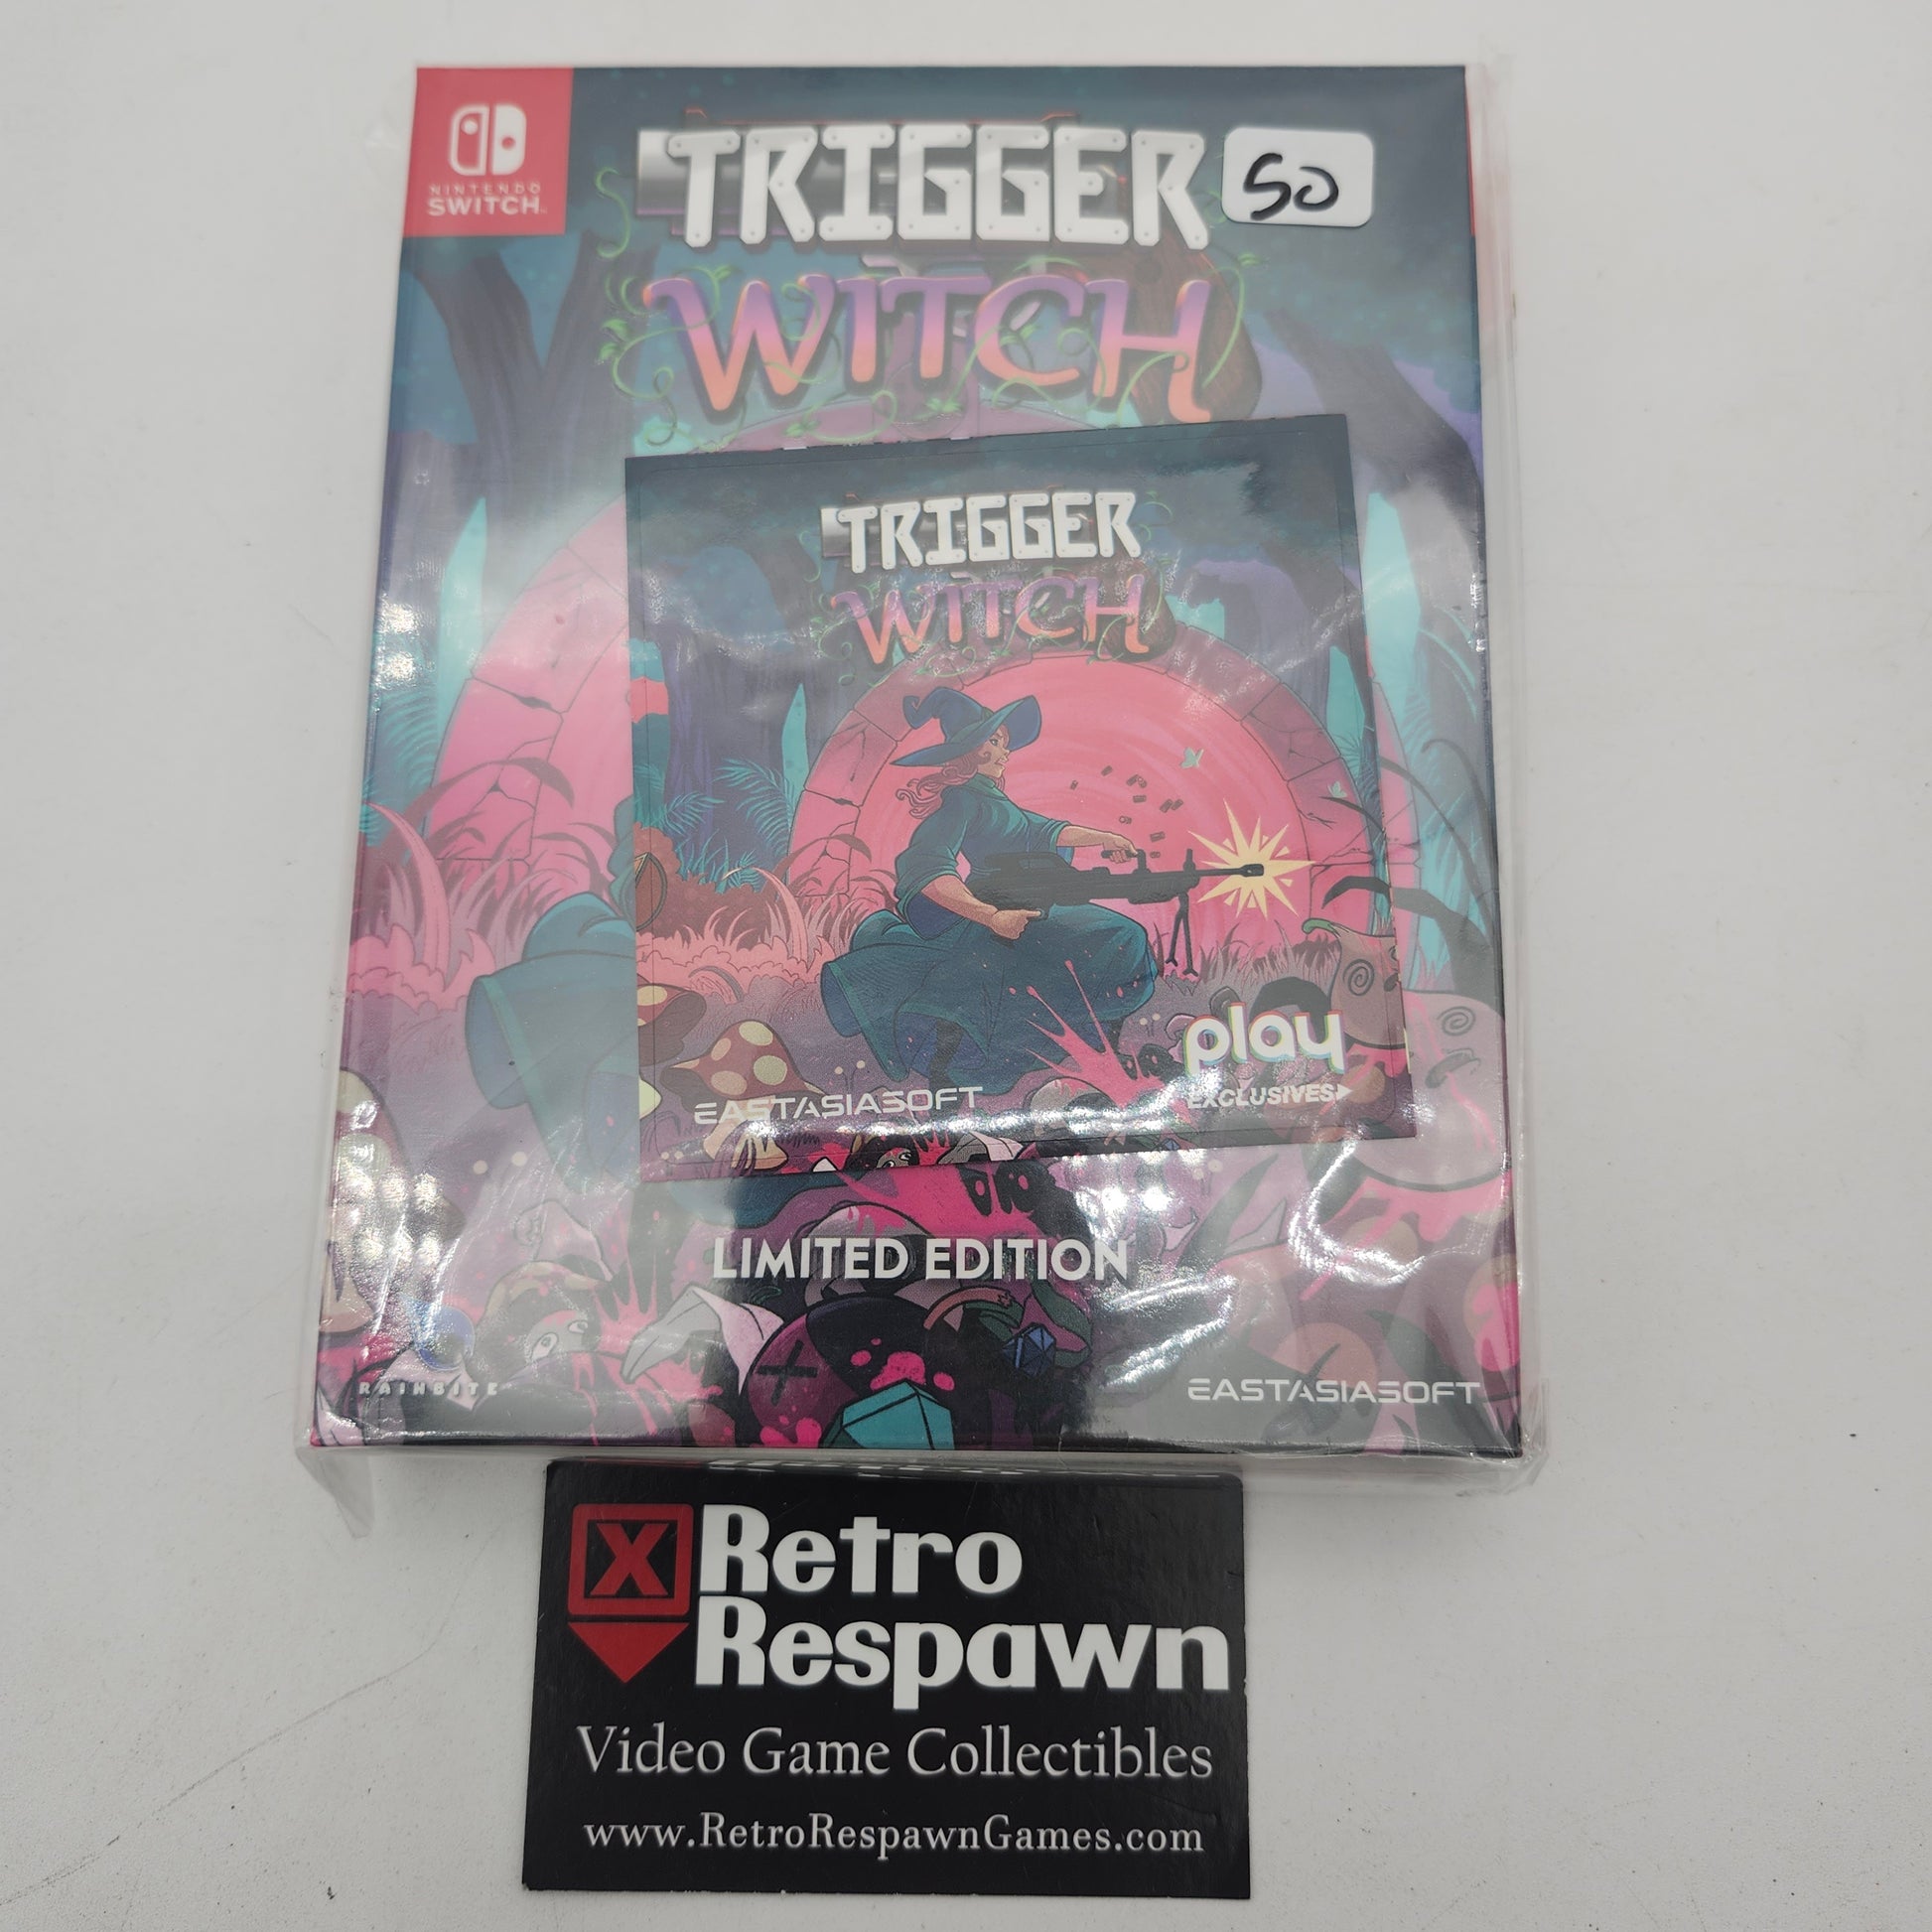 NINTENDO
SWITCH
TRIGGER
50
WITCH
TRIGGER
WITCH
play
EXCLUSIVES
EASTASIASOFT
LIMITED EDITION
RAINBITE
EASTASIASOFT
X Retro
Respawn
Video Game Collectibles
www.RetroRespawnGames.com